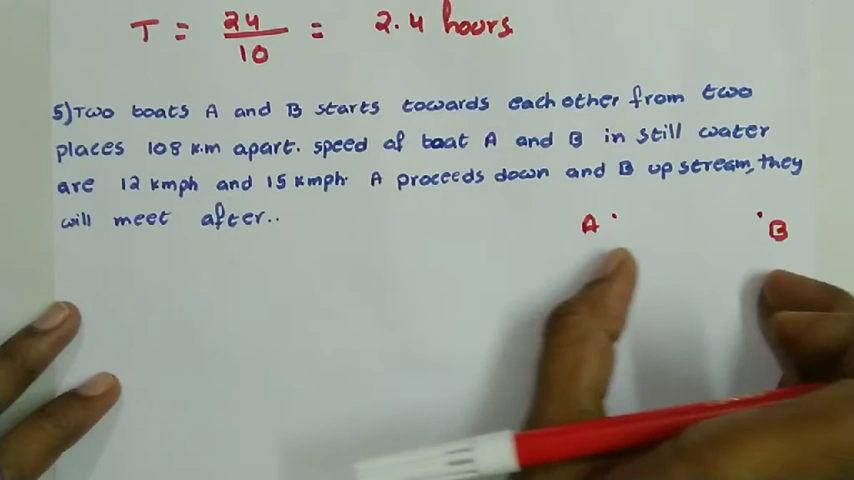 T = 24/10 = 2.4 hours.
5) Two boats A and B starts towards each other from two
places 108 K.m apart. speed of boat A and B in still water
are 12 Kmph and 15 Kmph. A proceeds down and B up stream, they
will meet after..
A . . B